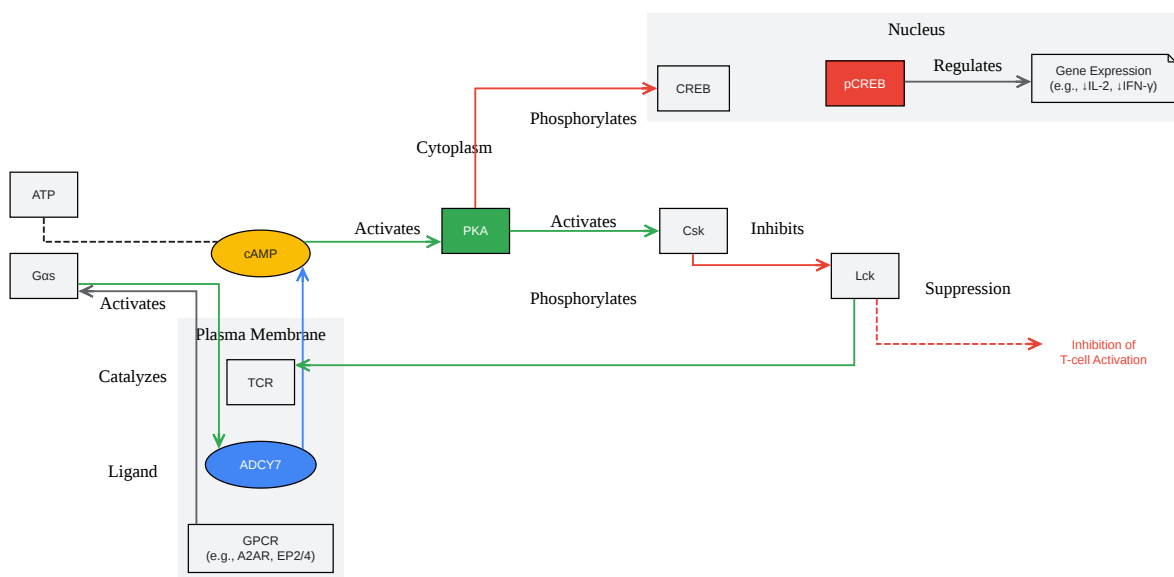 Nucleus
CREB
pCREB
Regulates
Gene Expression
(e.g., ↓IL-2, ↓IFN-γ)
Phosphorylates
Cytoplasm
ATP
Activates
PKA
Activates
Csk
Inhibits
cAMP
Gαs
Activates
Lck
Suppression
Phosphorylates
Plasma Membrane
Inhibition of
T-cell Activation
Catalyzes
TCR
Ligand
ADCY7
GPCR
(e.g., A2AR, EP2/4)